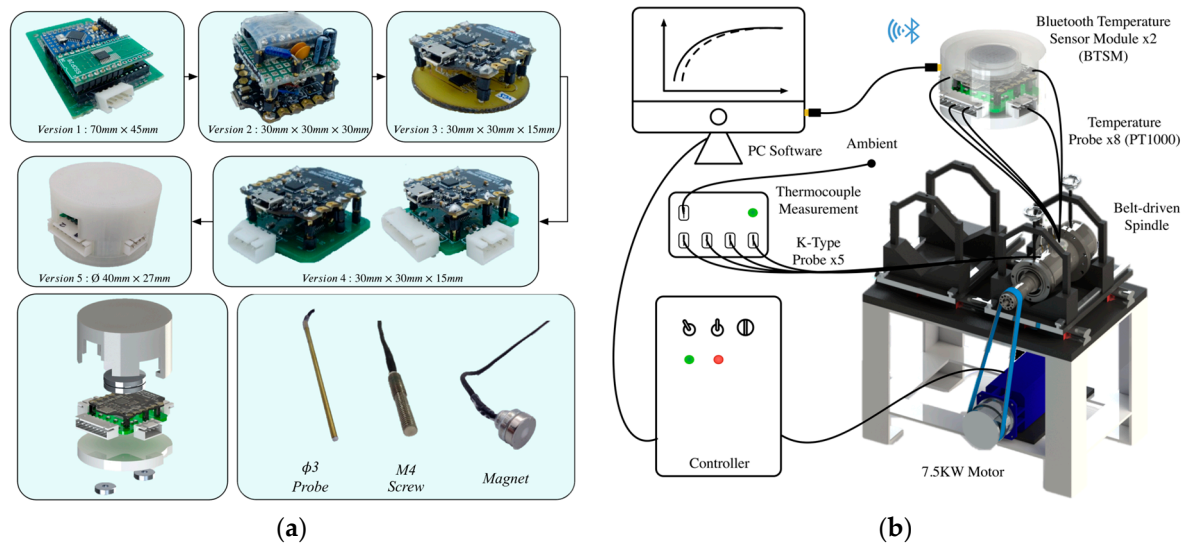 Version 1 : 70mm × 45mm
Version 2 : 30mm × 30mm × 30mm
Version 3 : 30mm × 30mm × 15mm
Version 5 : Ø 40mm × 27mm
Version 4 : 30mm × 30mm × 15mm
ϕ3
Probe
M4
Screw
Magnet
(a)
Bluetooth Temperature
Sensor Module x2
(BTSM)
PC Software
Ambient
Temperature
Probe x8 (PT1000)
Thermocouple
Measurement
K-Type
Probe x5
Belt-driven
Spindle
Controller
7.5KW Motor
(b)